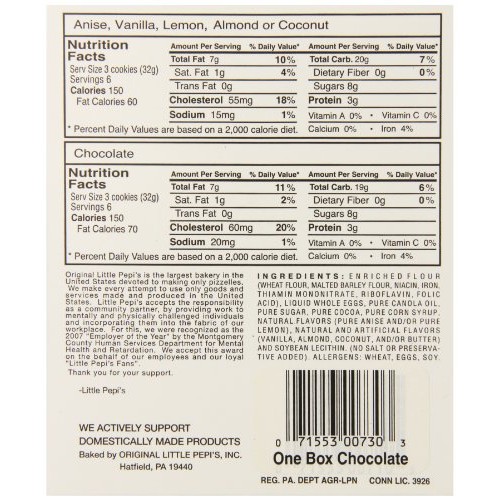 Anise, Vanilla, Lemon, Almond or Coconut
Nutrition
Facts
Serv Size 3 cookies (32g)
Servings 6
Calories 150
Fat Calories 60
Amount Per Serving % Daily Value*
Total Fat 7g 10%
Sat. Fat 1g 4%
Trans Fat 0g
Cholesterol 55mg 18%
Sodium 15mg 1%
Amount Per Serving % Daily Value*
Total Carb. 20g 7%
Dietary Fiber 0g 0%
Sugars 8g
Protein 3g
Vitamin A 0% • Vitamin C 0%
Calcium 0% • Iron 4%
* Percent Daily Values are based on a 2,000 calorie diet.
Chocolate
Nutrition
Facts
Serv Size 3 cookies (32g)
Servings 6
Calories 150
Fat Calories 70
Amount Per Serving % Daily Value*
Total Fat 7g 11%
Sat. Fat 1g 2%
Trans Fat 0g
Cholesterol 60mg 20%
Sodium 20mg 1%
Amount Per Serving % Daily Value*
Total Carb. 19g 6%
Dietary Fiber 0g 0%
Sugars 8g
Protein 3g
Vitamin A 0% • Vitamin C 0%
Calcium 0% • Iron 4%
* Percent Daily Values are based on a 2,000 calorie diet.
Original Little Pepi's is the largest bakery in the
United States devoted to making only pizzelles.
We make every attempt to use only goods and
services made and produced in the United
States. Little Pepi's accepts the responsibility
as a community partner, by providing work to
mentally and physically challenged individuals
and incorporating them into the fabric of our
workplace. For this, we were recognized as the
2007 "Employer of the Year" by the Montgomery
County Human Services Department for Mental
Health and Retardation. We accept this award
on the behalf of our employees and our loyal
"Little Pepi's Fans".
Thank you for your support.
-Little Pepi's
WE ACTIVELY SUPPORT
DOMESTICALLY MADE PRODUCTS
Baked by ORIGINAL LITTLE PEPI'S, INC.
Hatfield, PA 19440
INGREDIENTS: ENRICHED FLOUR
(WHEAT FLOUR, MALTED BARLEY FLOUR, NIACIN, IRON,
THIAMIN MONONITRATE, RIBOFLAVIN, FOLIC
ACID), LIQUID WHOLE EGGS, PURE CANOLA OIL,
PURE SUGAR, PURE COCOA, PURE CORN SYRUP,
NATURAL FLAVORS (PURE ANISE AND/OR PURE
LEMON), NATURAL AND ARTIFICIAL FLAVORS
(VANILLA, ALMOND, COCONUT, AND/OR BUTTER)
AND SOYBEAN LECITHIN. (NO SALT OR PRESERVA-
TIVE ADDED). ALLERGENS: WHEAT, EGGS, SOY.
0 71553 00730 3
One Box Chocolate
REG. PA. DEPT AGR-LPN CONN LIC. 3926